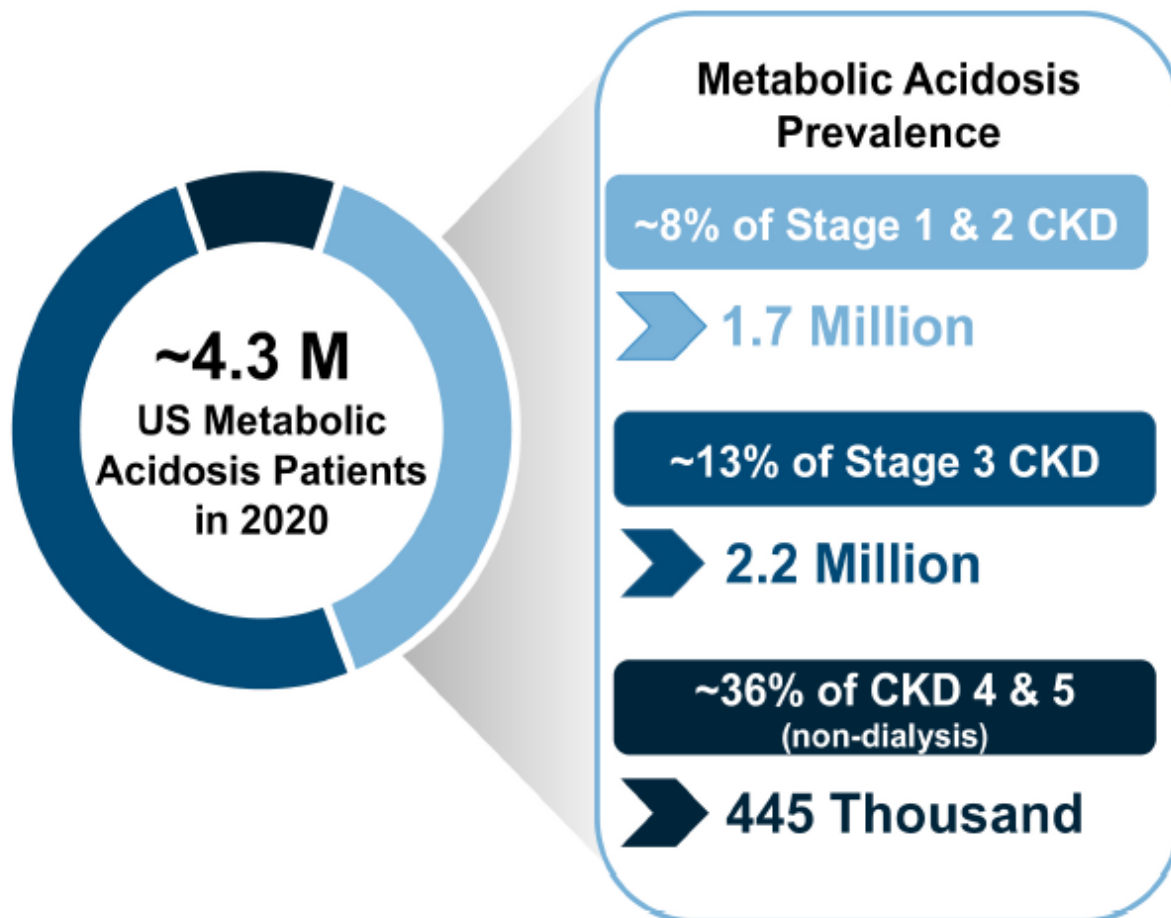 ~4.3 M
US Metabolic
Acidosis Patients
in 2020
Metabolic Acidosis
Prevalence
~8% of Stage 1 & 2 CKD
1.7 Million
~13% of Stage 3 CKD
2.2 Million
~36% of CKD 4 & 5
(non-dialysis)
445 Thousand